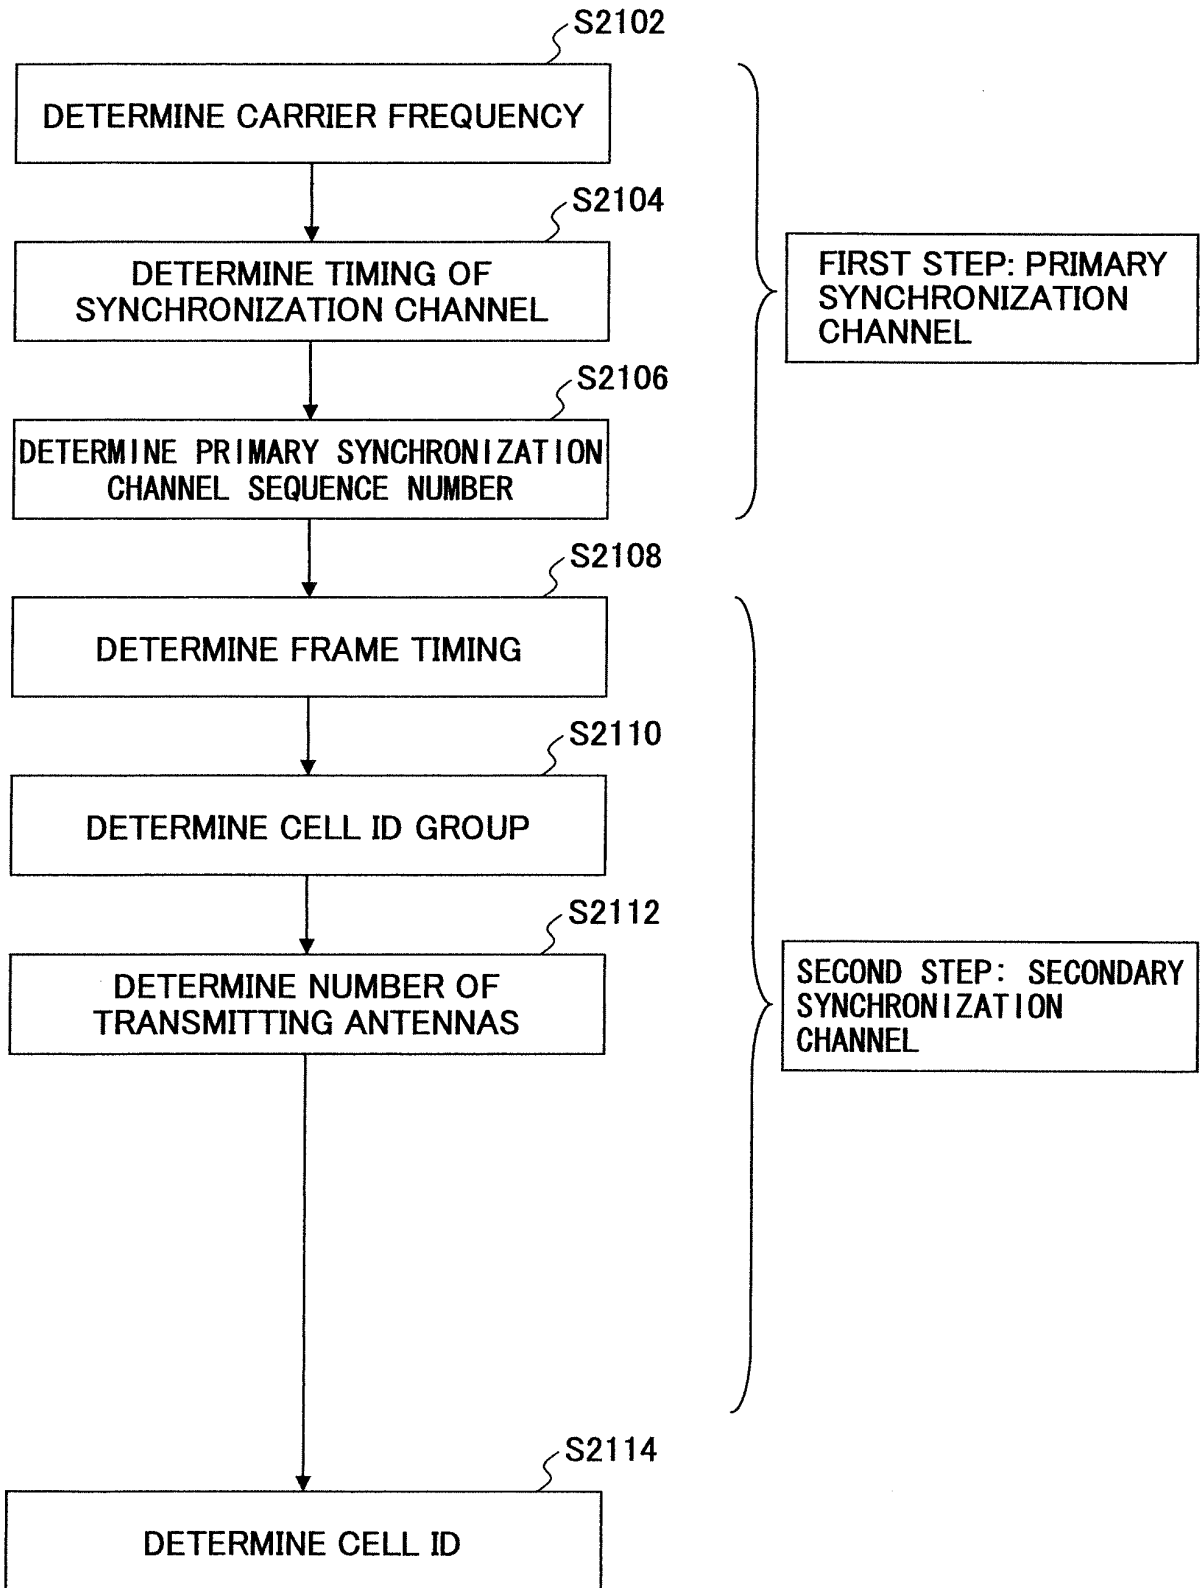 S2102
DETERMINE CARRIER FREQUENCY
S2104
DETERMINE TIMING OF
SYNCHRONIZATION CHANNEL
S2106
DETERMINE PRIMARY SYNCHRONIZATION
CHANNEL SEQUENCE NUMBER
FIRST STEP: PRIMARY
SYNCHRONIZATION
CHANNEL
S2108
DETERMINE FRAME TIMING
S2110
DETERMINE CELL ID GROUP
S2112
DETERMINE NUMBER OF
TRANSMITTING ANTENNAS
SECOND STEP: SECONDARY
SYNCHRONIZATION
CHANNEL
S2114
DETERMINE CELL ID